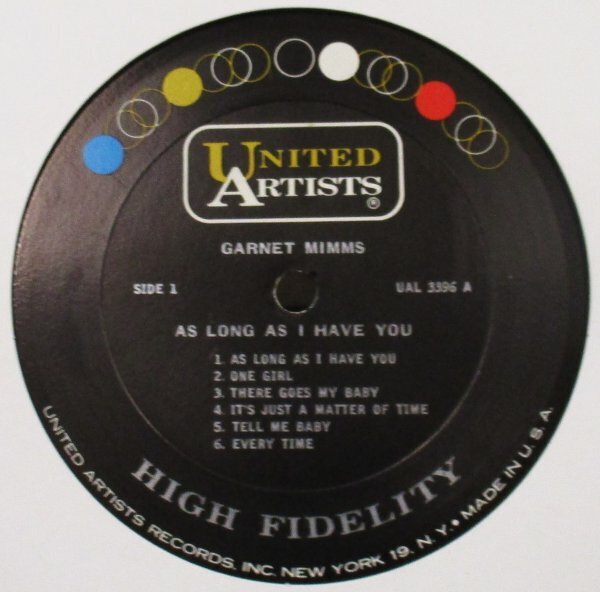 UNITED
ARTISTS ®
GARNET MIMMS
SIDE 1
UAL 3396 A
AS LONG AS I HAVE YOU
1. AS LONG AS I HAVE YOU
2. ONE GIRL
3. THERE GOES MY BABY
4. IT'S JUST A MATTER OF TIME
5. TELL ME BABY
6. EVERY TIME
HIGH FIDELITY
UNITED ARTISTS RECORDS, INC. NEW YORK 19, N. Y. • MADE IN U. S. A.